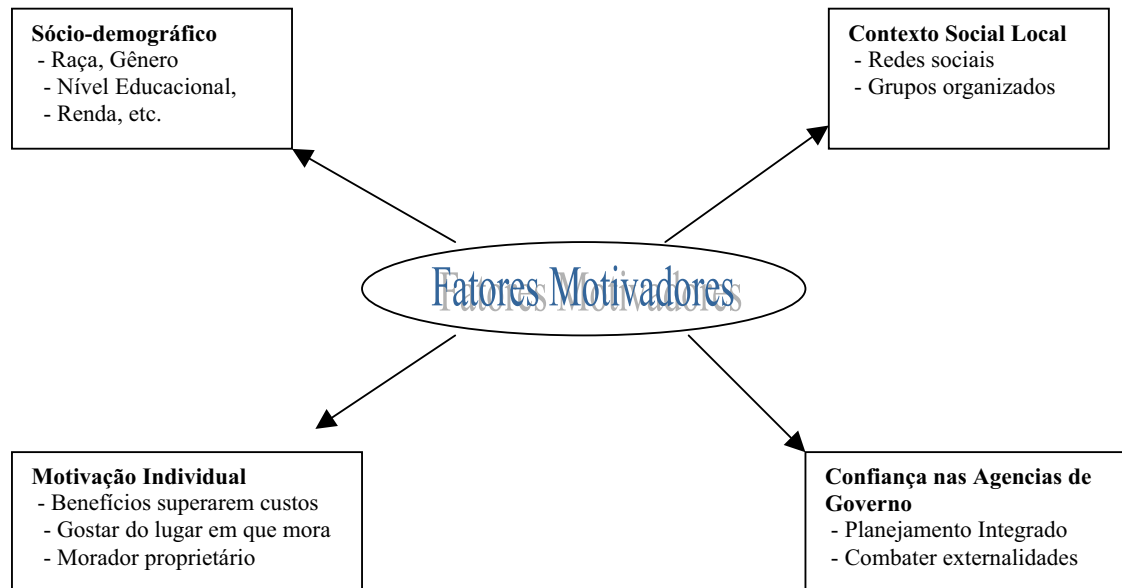 Sócio-demográfico
- Raça, Gênero
- Nível Educacional,
- Renda, etc.
Contexto Social Local
- Redes sociais
- Grupos organizados
Fatores Motivadores
Motivação Individual
- Benefícios superarem custos
- Gostar do lugar em que mora
- Morador proprietário
Confiança nas Agencias de
Governo
- Planejamento Integrado
- Combater externalidades